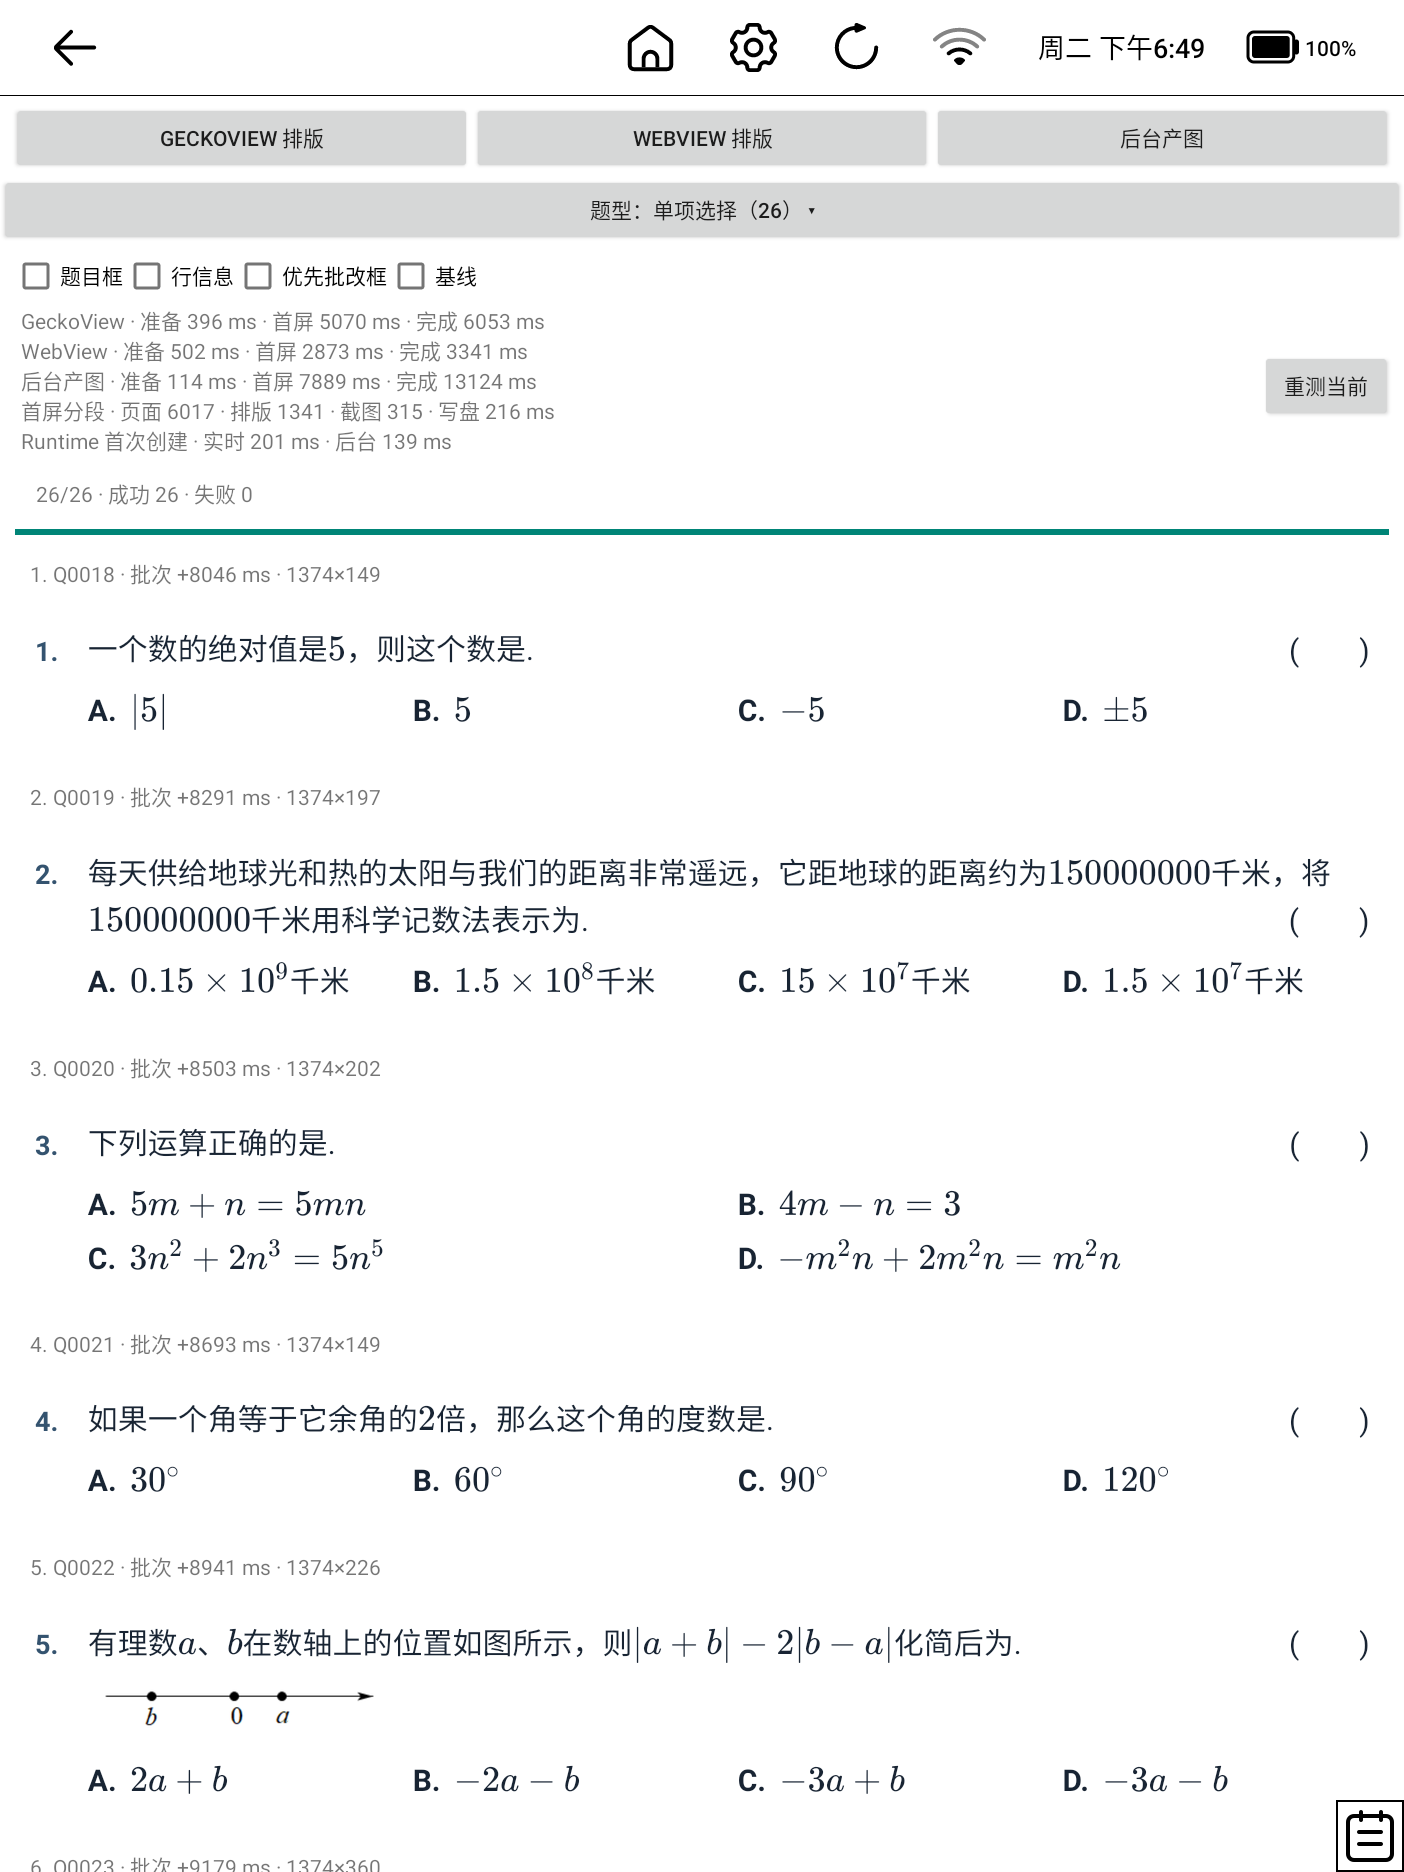 周二 下午6:49 100%
GECKOVIEW 排版 WEBVIEW 排版 后台产图
题型：单项选择（26） ▾
题目框 行信息 优先批改框 基线
GeckoView · 准备 396 ms · 首屏 5070 ms · 完成 6053 ms
WebView · 准备 502 ms · 首屏 2873 ms · 完成 3341 ms
后台产图 · 准备 114 ms · 首屏 7889 ms · 完成 13124 ms
首屏分段 · 页面 6017 · 排版 1341 · 截图 315 · 写盘 216 ms
Runtime 首次创建 · 实时 201 ms · 后台 139 ms
重测当前
26/26 · 成功 26 · 失败 0
1. Q0018 · 批次 +8046 ms · 1374×149
1. 一个数的绝对值是5，则这个数是. ( )
A. |5| B. 5 C. −5 D. ±5
2. Q0019 · 批次 +8291 ms · 1374×197
2. 每天供给地球光和热的太阳与我们的距离非常遥远，它距地球的距离约为150000000千米，将
150000000千米用科学记数法表示为. ( )
A. 0.15 × 10⁹千米 B. 1.5 × 10⁸千米 C. 15 × 10⁷千米 D. 1.5 × 10⁷千米
3. Q0020 · 批次 +8503 ms · 1374×202
3. 下列运算正确的是. ( )
A. 5m + n = 5mn B. 4m − n = 3
C. 3n² + 2n³ = 5n⁵ D. −m²n + 2m²n = m²n
4. Q0021 · 批次 +8693 ms · 1374×149
4. 如果一个角等于它余角的2倍，那么这个角的度数是. ( )
A. 30° B. 60° C. 90° D. 120°
5. Q0022 · 批次 +8941 ms · 1374×226
5. 有理数a、b在数轴上的位置如图所示，则|a + b| − 2|b − a|化简后为. ( )
b 0 a
A. 2a + b B. −2a − b C. −3a + b D. −3a − b
6. Q0023 · 批次 +9179 ms · 1374×360